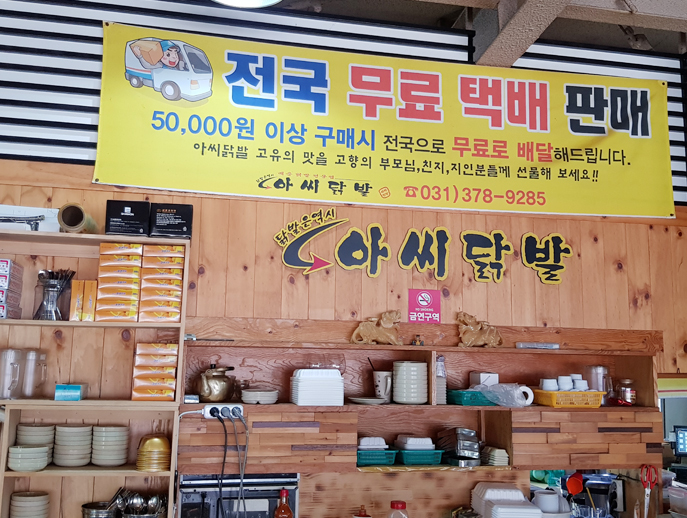 전국 무료 택배 판매
50,000원 이상 구매시 전국으로 무료로 배달해드립니다.
아씨닭발 고유의 맛을 고향의 부모님,친지,지인분들께 선물해 보세요!!
아씨닭발 ☎031)378-9285
닭발은역시
아씨닭발
금연구역